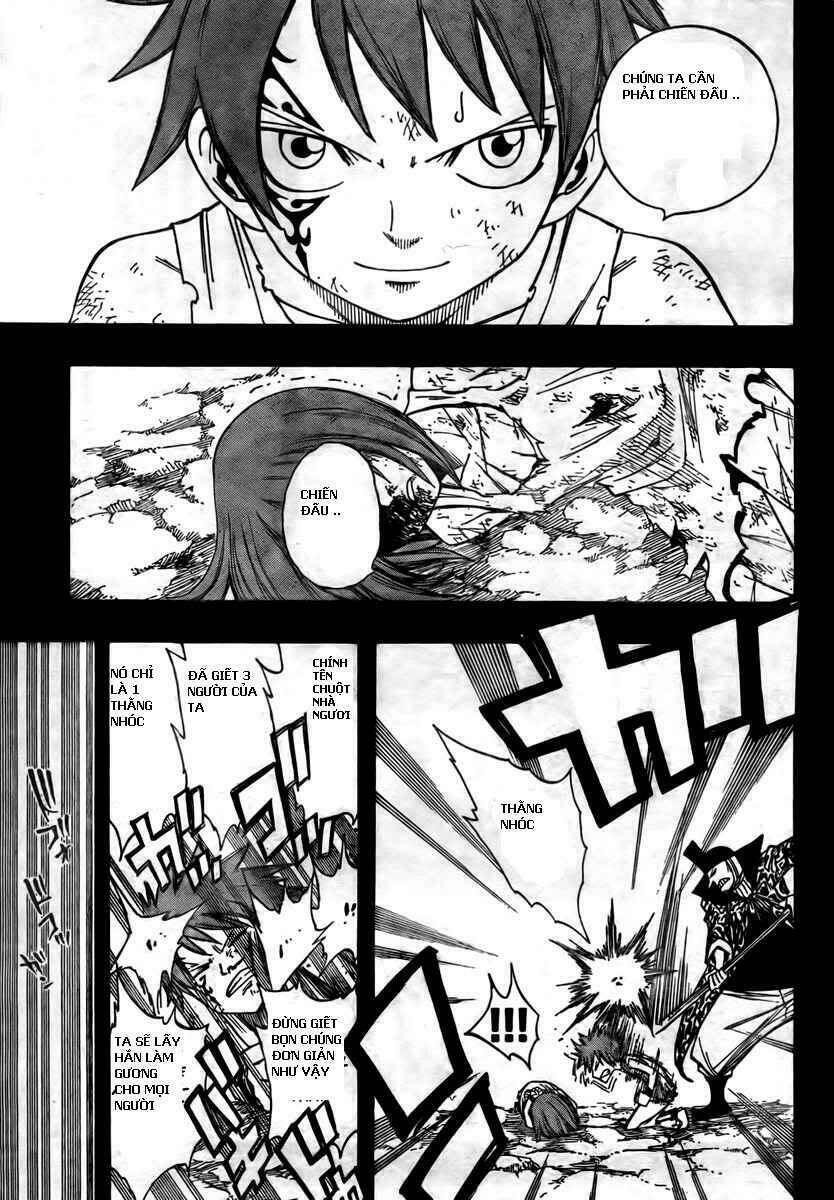 CHÚNG TA CẦN
PHẢI CHIẾN ĐẤU ..
CHIẾN
ĐẤU ..
THẰNG
NHÓC
!!!
CHÍNH
TÊN
CHUỘT
NHÀ
NGƯƠI
ĐÃ GIẾT 3
NGƯỜI CỦA
TA
NÓ CHỈ
LÀ 1
THẰNG
NHÓC
ĐỪNG GIẾT
BỌN CHÚNG
ĐƠN GIẢN
NHƯ VẬY
......
TA SẼ LẤY
HẮN LÀM
GƯƠNG
CHO MỌI
NGƯỜI